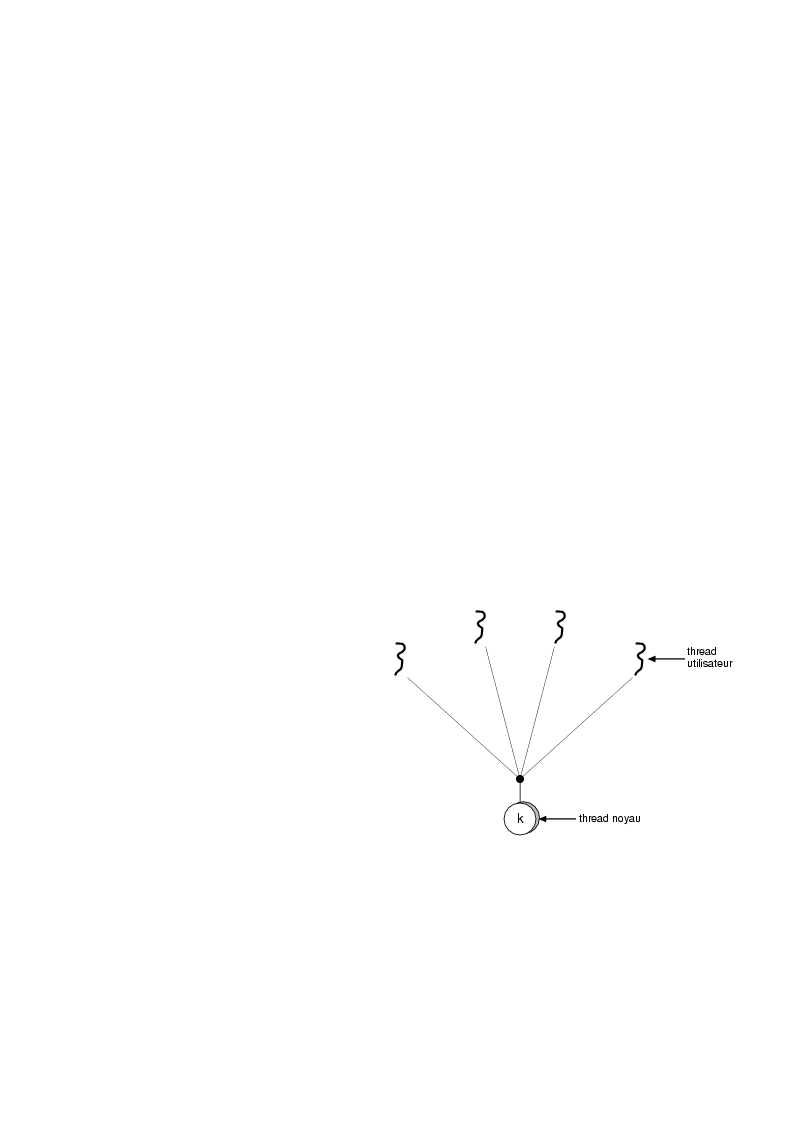 thread
utilisateur
k
thread noyau